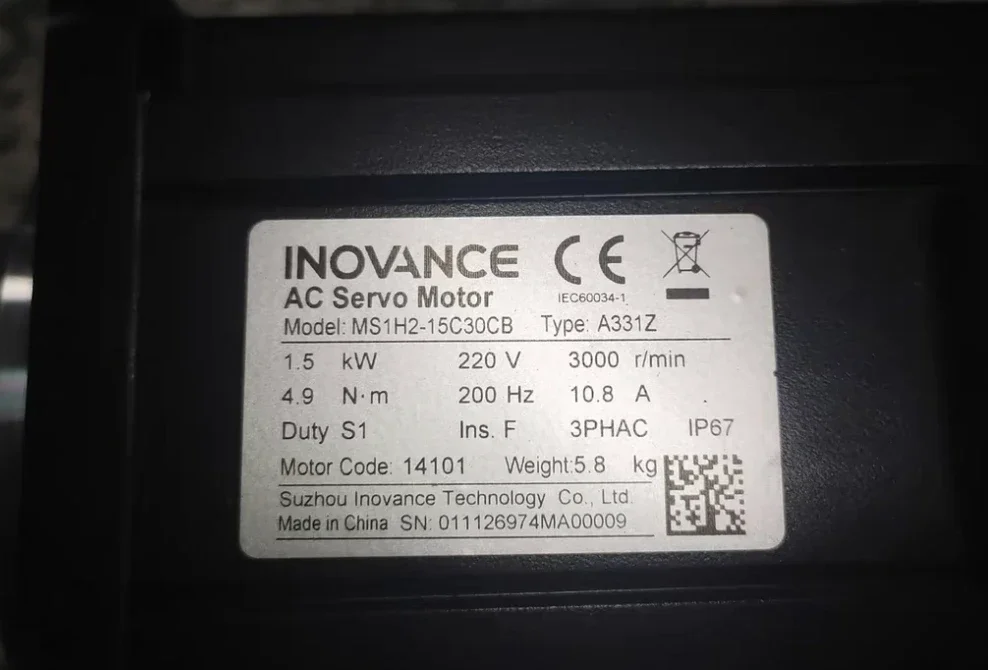 INOVANCE CE
AC Servo Motor IEC60034-1
Model: MS1H2-15C30CB Type: A331Z
1.5 kW 220 V 3000 r/min
4.9 N·m 200 Hz 10.8 A
Duty S1 Ins. F 3PHAC IP67
Motor Code: 14101 Weight:5.8 kg
Suzhou Inovance Technology Co., Ltd.
Made in China SN: 011126974MA00009